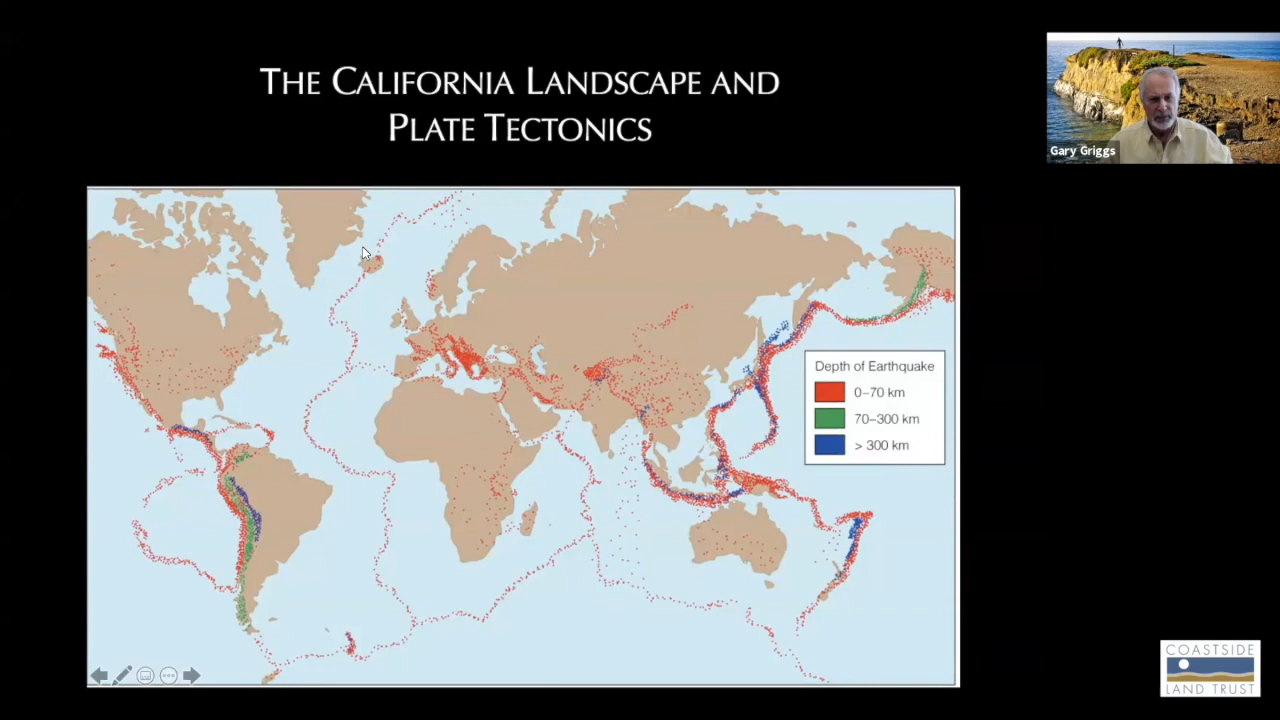 THE CALIFORNIA LANDSCAPE AND
PLATE TECTONICS
Gary Griggs
Depth of Earthquake
0–70 km
70–300 km
> 300 km
COASTSIDE
LAND TRUST